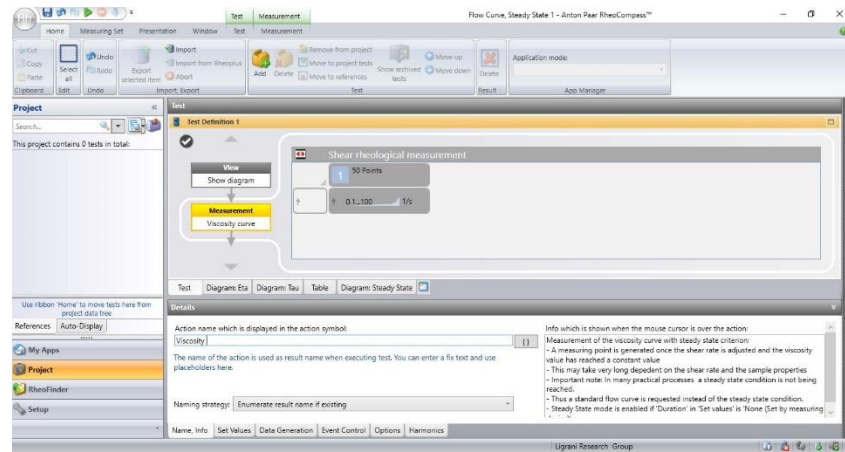 Test
Measurement
Flow Curve, Steady State 1 - Anton Paar RheoCompass™
Home
Measuring Set
Presentation
Window
Test
Measurement
Cut
Copy
Paste
Select all
Undo
Redo
Export selected item
Import
Import from Rheoplus
Abort
Add
Delete
Remove from project
Move to project tests
Move to references
Show archived tests
Move up
Move down
Delete
Application mode:
Clipboard
Edit
Undo
Import, Export
Test
Result
App Manager
Project
Search...
This project contains 0 tests in total:
Use ribbon 'Home' to move tests here from
project data tree
References
Auto-Display
My Apps
Project
RheoFinder
Setup
Test
Test Definition 1
View
Show diagram
Measurement
Viscosity curve
Shear rheological measurement
1
50 Points
0.1...100
1/s
Test
Diagram: Eta
Diagram: Tau
Table
Diagram: Steady State
Details
Action name which is displayed in the action symbol:
Viscosity
{}
The name of the action is used as result name when executing test. You can enter a fix text and use
placeholders here.
Naming strategy:
Enumerate result name if existing
Info which is shown when the mouse cursor is over the action:
Measurement of the viscosity curve with steady state criterion:
- A measuring point is generated once the shear rate is adjusted and the viscosity
value has reached a constant value
- This may take very long dependent on the shear rate and the sample properties
- Important note: In many practical processes a steady state condition is not being
reached.
- Thus a standard flow curve is requested instead of the steady state condition.
- Steady State mode is enabled if 'Duration' in 'Set values' is 'None (Set by measuring
Name, Info
Set Values
Data Generation
Event Control
Options
Harmonics
Ligrani Research Group